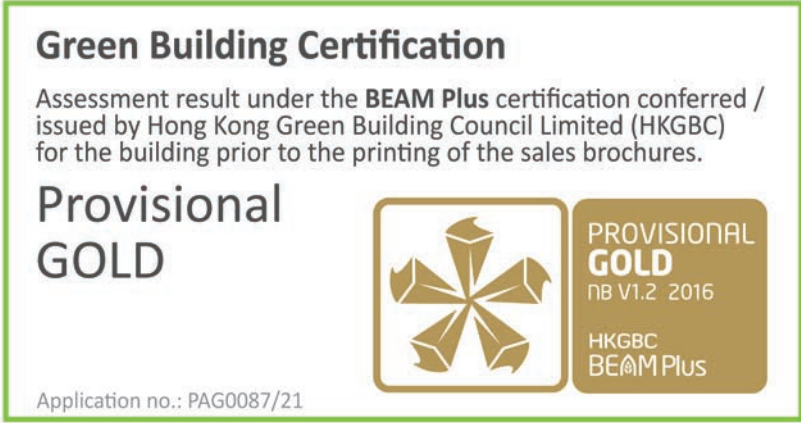 Green Building Certification
Assessment result under the BEAM Plus certification conferred /
issued by Hong Kong Green Building Council Limited (HKGBC)
for the building prior to the printing of the sales brochures.
Provisional
GOLD
PROVISIONAL
GOLD
NB V1.2 2016
HKGBC
BEAM Plus
Application no.: PAG0087/21